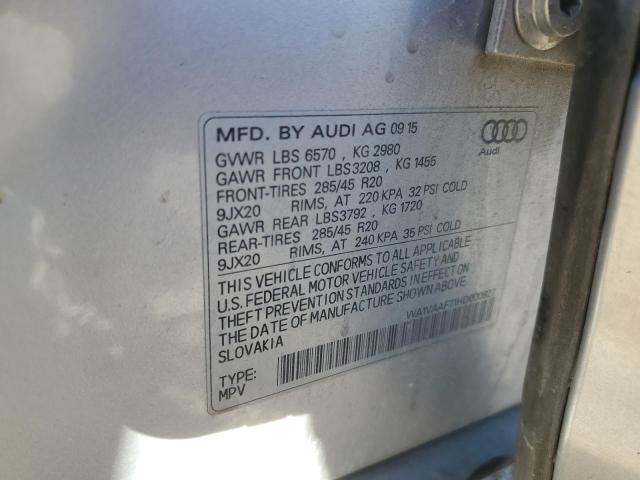 MFD. BY AUDI AG 09 15
GVWR LBS 6570 , KG 2980
GAWR FRONT LBS3208 , KG 1455
FRONT-TIRES 285/45 R20
9JX20 RIMS, AT 220 KPA 32 PSI COLD
GAWR REAR LBS3792 , KG 1720
REAR-TIRES 285/45 R20
9JX20 RIMS, AT 240 KPA 35 PSI COLD
THIS VEHICLE CONFORMS TO ALL APPLICABLE
U.S. FEDERAL MOTOR VEHICLE SAFETY AND
THEFT PREVENTION STANDARDS IN EFFECT ON
THE DATE OF MANUFACTURE SHOWN ABOVE
SLOVAKIA
TYPE:
MPV
Audi